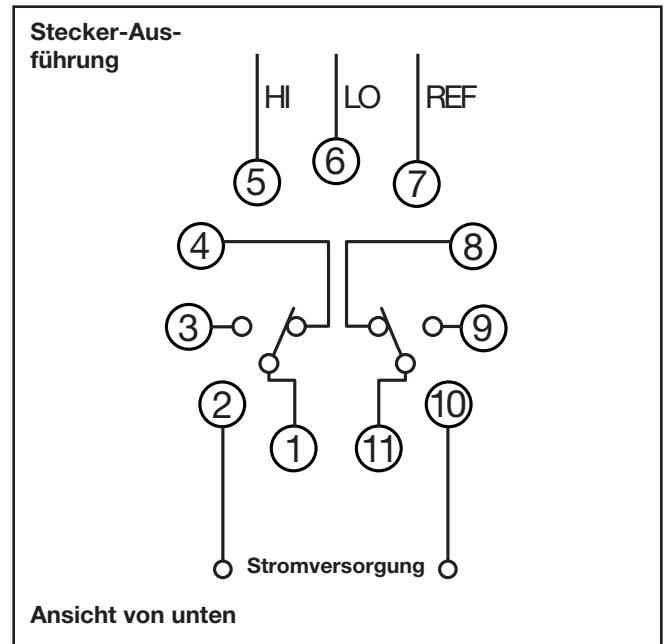 Stecker-Aus-
führung
HI LO REF
5 6 7
4 8
3 9
2 10
1 11
Stromversorgung
Ansicht von unten